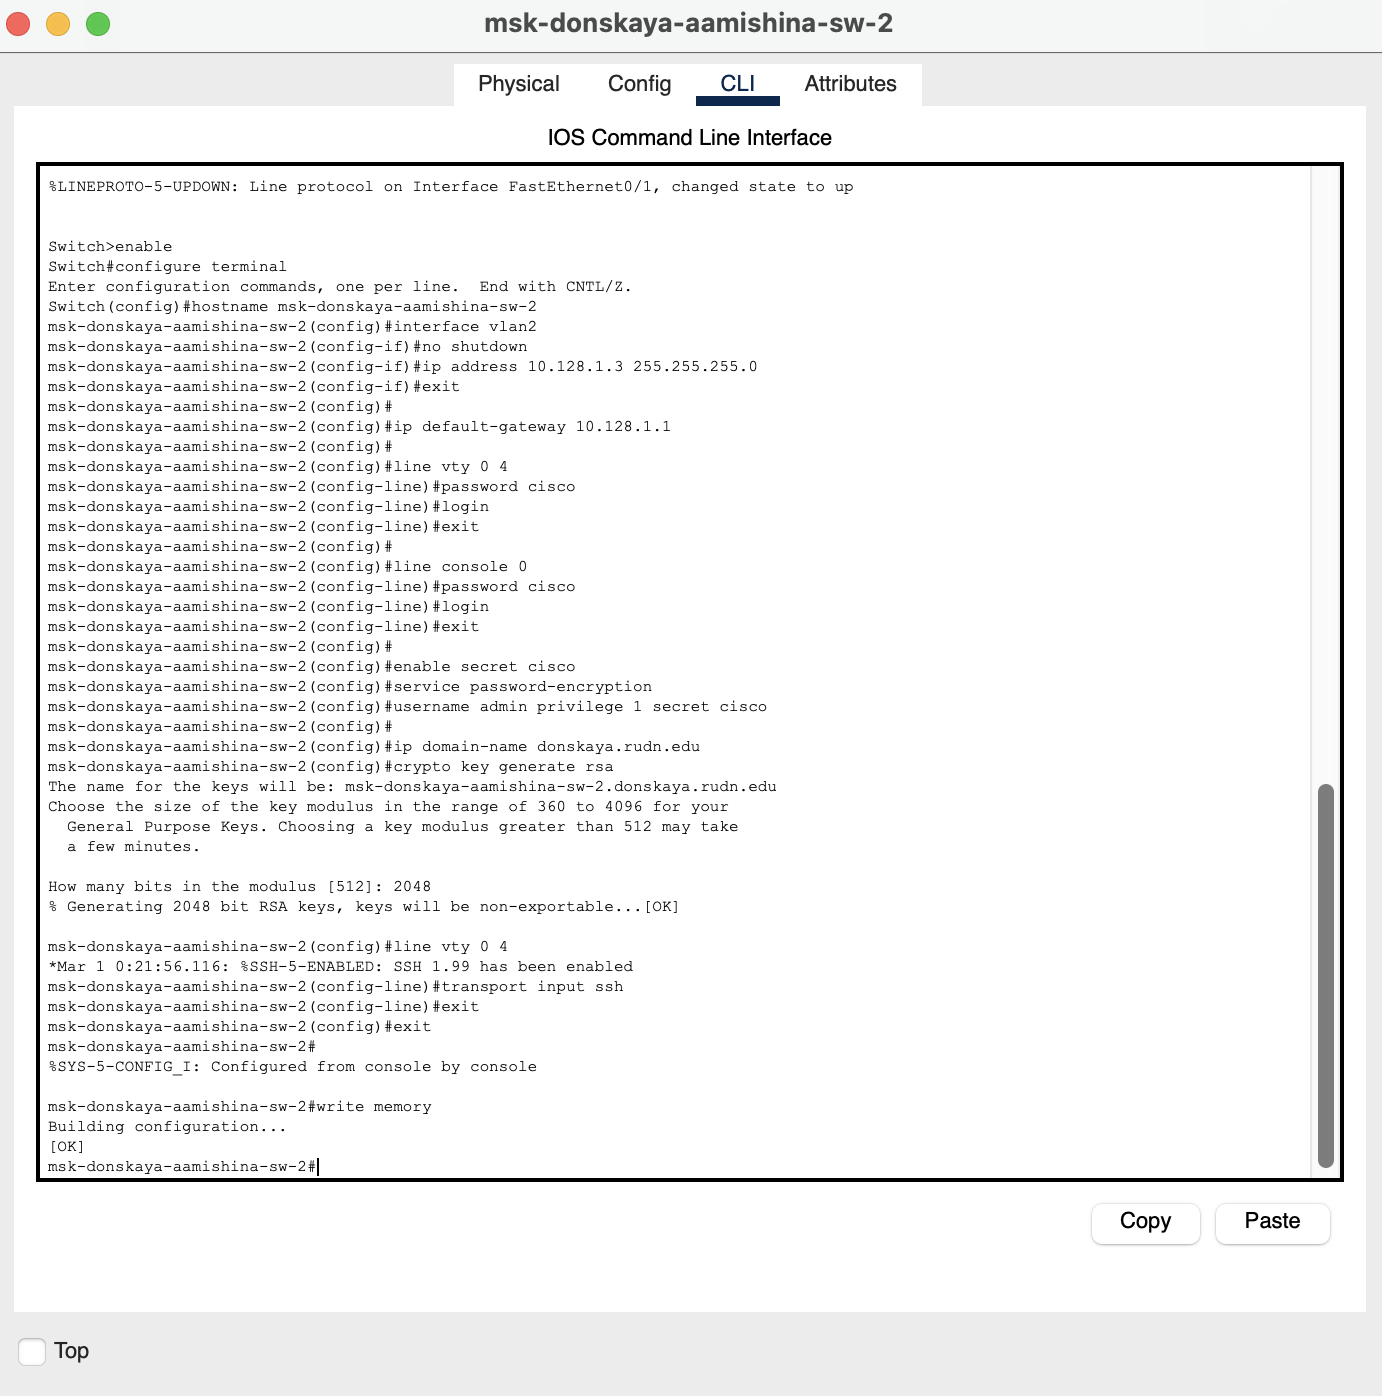 msk-donskaya-aamishina-sw-2
Physical Config CLI Attributes
IOS Command Line Interface
%LINEPROTO-5-UPDOWN: Line protocol on Interface FastEthernet0/1, changed state to up
Switch>enable
Switch#configure terminal
Enter configuration commands, one per line.  End with CNTL/Z.
Switch(config)#hostname msk-donskaya-aamishina-sw-2
msk-donskaya-aamishina-sw-2(config)#interface vlan2
msk-donskaya-aamishina-sw-2(config-if)#no shutdown
msk-donskaya-aamishina-sw-2(config-if)#ip address 10.128.1.3 255.255.255.0
msk-donskaya-aamishina-sw-2(config-if)#exit
msk-donskaya-aamishina-sw-2(config)#
msk-donskaya-aamishina-sw-2(config)#ip default-gateway 10.128.1.1
msk-donskaya-aamishina-sw-2(config)#
msk-donskaya-aamishina-sw-2(config)#line vty 0 4
msk-donskaya-aamishina-sw-2(config-line)#password cisco
msk-donskaya-aamishina-sw-2(config-line)#login
msk-donskaya-aamishina-sw-2(config-line)#exit
msk-donskaya-aamishina-sw-2(config)#
msk-donskaya-aamishina-sw-2(config)#line console 0
msk-donskaya-aamishina-sw-2(config-line)#password cisco
msk-donskaya-aamishina-sw-2(config-line)#login
msk-donskaya-aamishina-sw-2(config-line)#exit
msk-donskaya-aamishina-sw-2(config)#
msk-donskaya-aamishina-sw-2(config)#enable secret cisco
msk-donskaya-aamishina-sw-2(config)#service password-encryption
msk-donskaya-aamishina-sw-2(config)#username admin privilege 1 secret cisco
msk-donskaya-aamishina-sw-2(config)#
msk-donskaya-aamishina-sw-2(config)#ip domain-name donskaya.rudn.edu
msk-donskaya-aamishina-sw-2(config)#crypto key generate rsa
The name for the keys will be: msk-donskaya-aamishina-sw-2.donskaya.rudn.edu
Choose the size of the key modulus in the range of 360 to 4096 for your
  General Purpose Keys. Choosing a key modulus greater than 512 may take
  a few minutes.
How many bits in the modulus [512]: 2048
% Generating 2048 bit RSA keys, keys will be non-exportable...[OK]
msk-donskaya-aamishina-sw-2(config)#line vty 0 4
*Mar 1 0:21:56.116: %SSH-5-ENABLED: SSH 1.99 has been enabled
msk-donskaya-aamishina-sw-2(config-line)#transport input ssh
msk-donskaya-aamishina-sw-2(config-line)#exit
msk-donskaya-aamishina-sw-2(config)#exit
msk-donskaya-aamishina-sw-2#
%SYS-5-CONFIG_I: Configured from console by console
msk-donskaya-aamishina-sw-2#write memory
Building configuration...
[OK]
msk-donskaya-aamishina-sw-2#
Copy Paste
Top